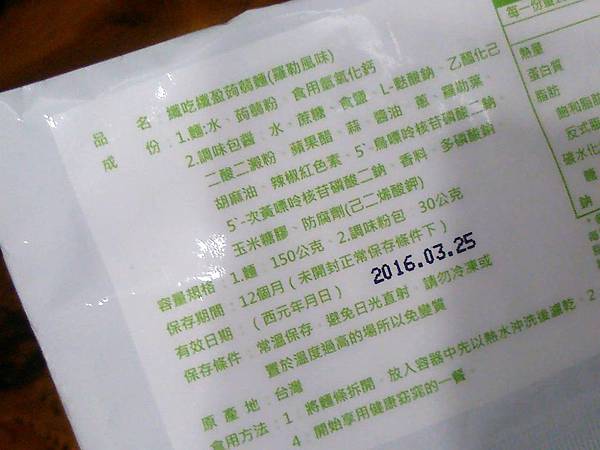 品名：纖吃纖盈蒟蒻麵(羅勒風味)
成份：1.麵:水、蒟蒻粉、食用氫氧化鈣
2.調味包醬：水、蔗糖、食鹽、L-麩酸鈉、乙醯化己
二酸二澱粉、蘋果醋、蒜、醬油、蔥、羅勒葉、
胡麻油、辣椒紅色素、5`-鳥嘌呤核苷磷酸二鈉、
5`-次黃嘌呤核苷磷酸二鈉、香料、多磷酸鈉、
玉米糖膠、防腐劑(己二烯酸鉀)
容量規格：1.麵：150公克、2.調味粉包：30公克
保存期間：12個月(未開封正常保存條件下)
有效日期：(西元年月日) 2016.03.25
保存條件：常溫保存，避免日光直射，請勿冷凍或
置於溫度過高的場所以免變質
原產地：台灣
食用方法：1．將麵條拆開，放入容器中先以熱水沖洗後濾乾。2
4．開始享用健康窈窕的一餐。
每一份量
熱量
蛋白質
脂肪
飽和脂肪
反式脂
碳水化
糖
鈉